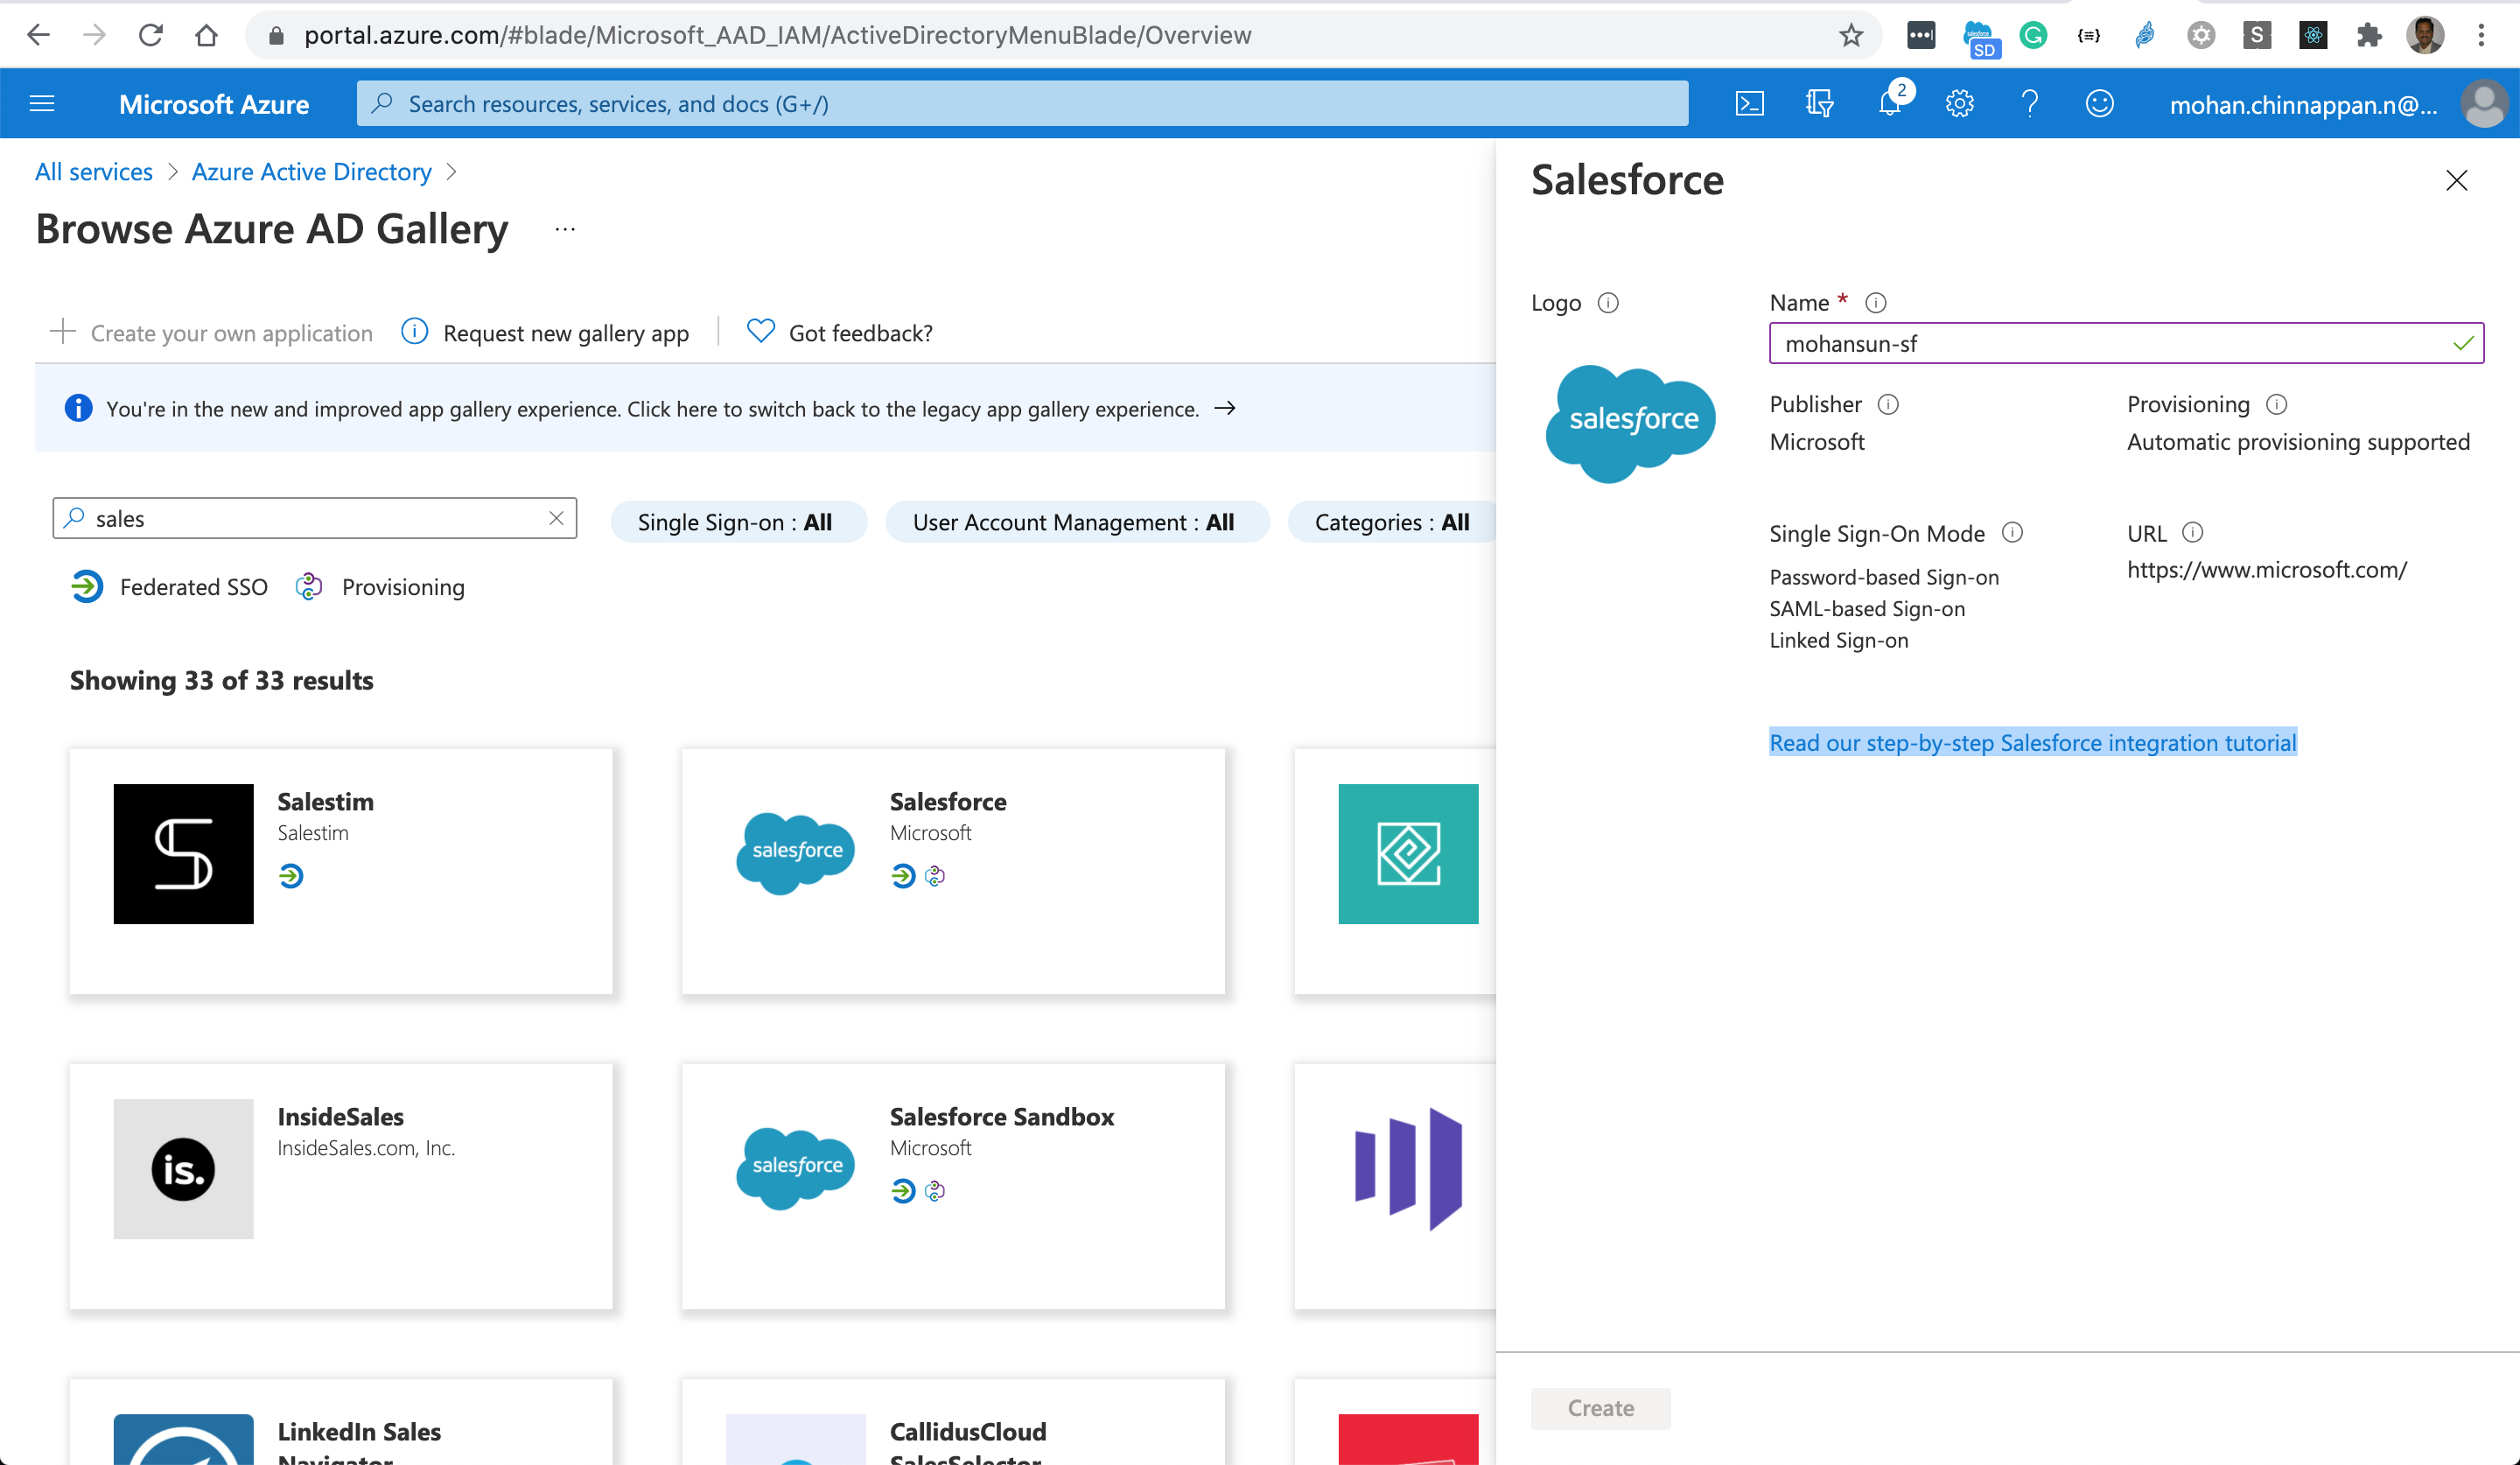 portal.azure.com/#blade/Microsoft_AAD_IAM/ActiveDirectoryMenuBlade/Overview
SD
S
Microsoft Azure
Search resources, services, and docs (G+/)
2
mohan.chinnappan.n@...
All services > Azure Active Directory >
Browse Azure AD Gallery ...
Create your own application
Request new gallery app
Got feedback?
You're in the new and improved app gallery experience. Click here to switch back to the legacy app gallery experience. →
sales
Single Sign-on : All
User Account Management : All
Categories : All
Federated SSO
Provisioning
Showing 33 of 33 results
Salestim
Salestim
salesforce
Salesforce
Microsoft
is.
InsideSales
InsideSales.com, Inc.
salesforce
Salesforce Sandbox
Microsoft
LinkedIn Sales
Navigator
CallidusCloud
SalesSelector
Salesforce
Logo
salesforce
Name *
mohansun-sf
Publisher
Microsoft
Provisioning
Automatic provisioning supported
Single Sign-On Mode
Password-based Sign-on
SAML-based Sign-on
Linked Sign-on
URL
https://www.microsoft.com/
Read our step-by-step Salesforce integration tutorial
Create